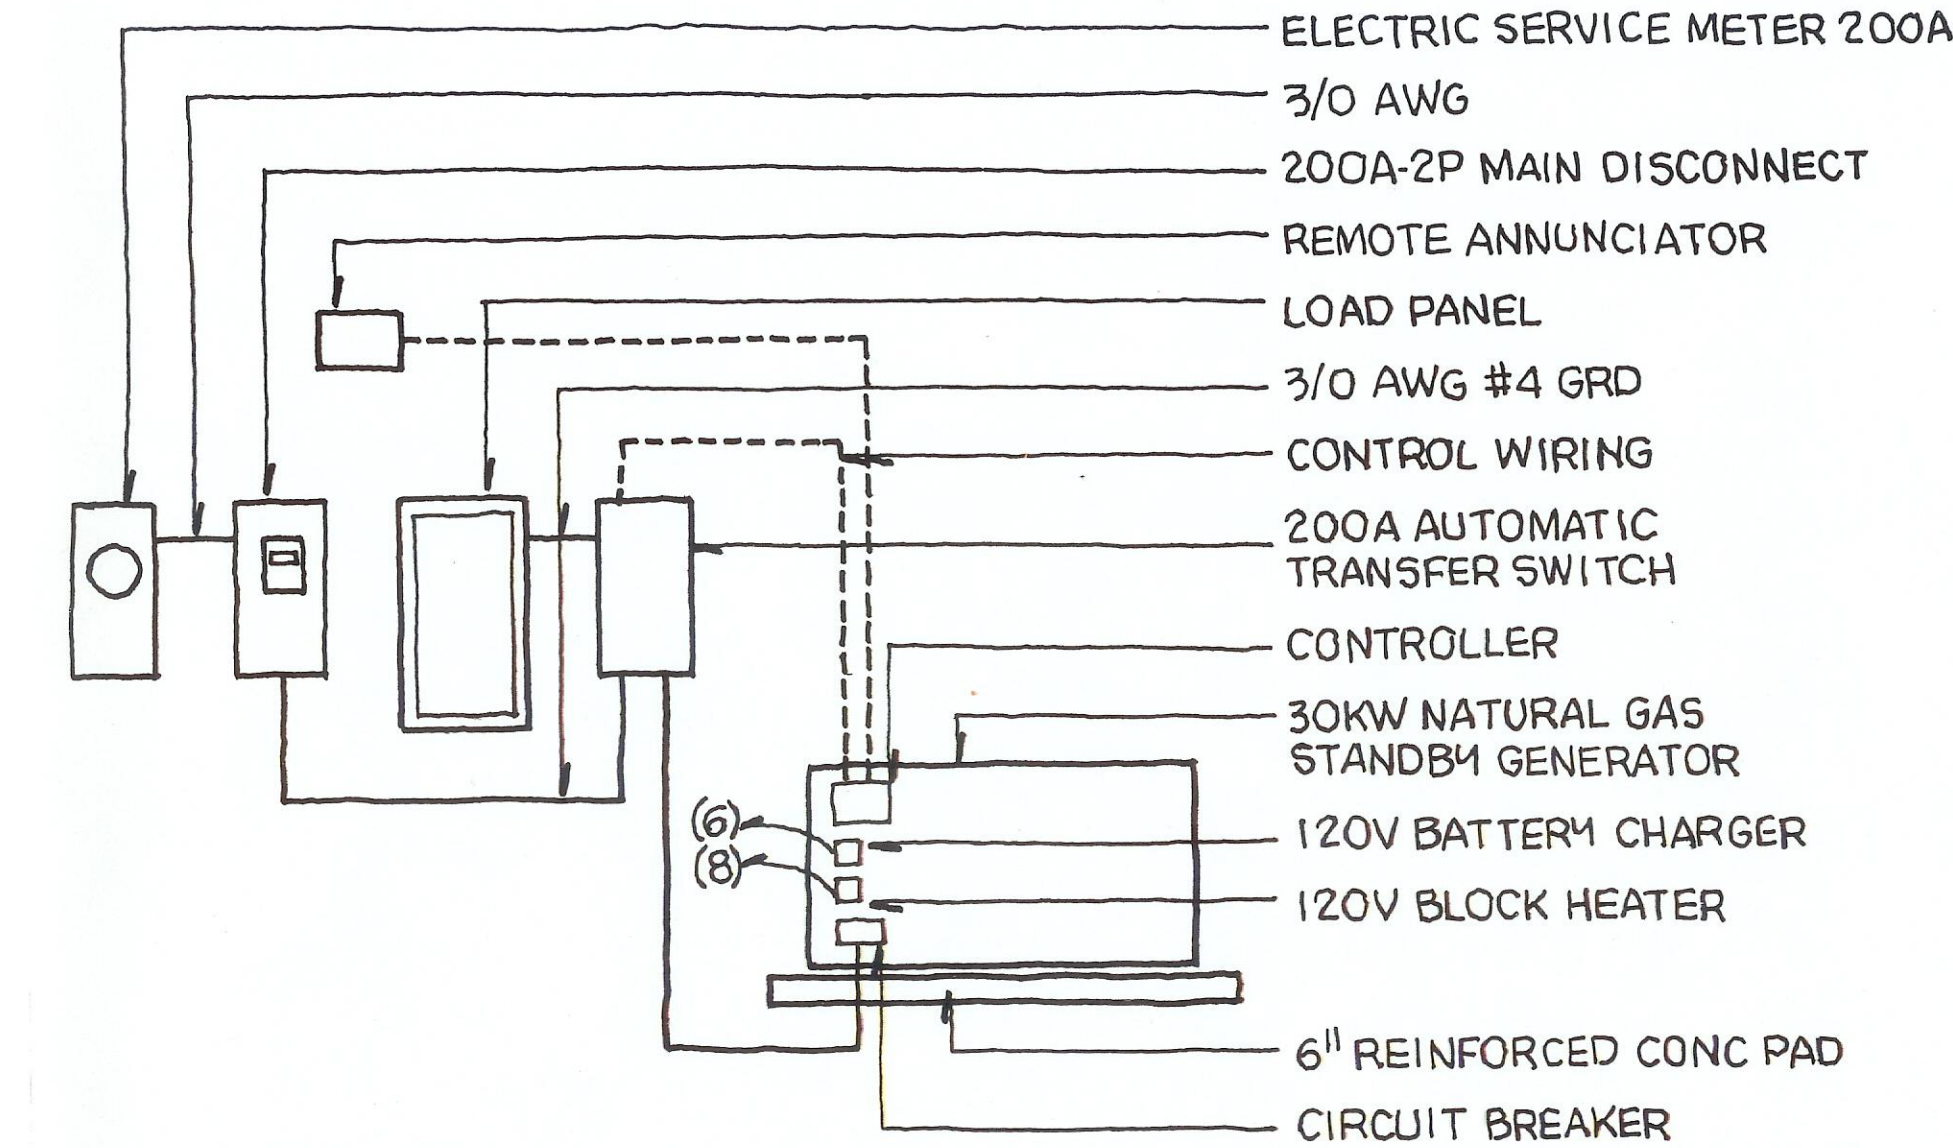 ELECTRIC SERVICE METER 200A
3/0 AWG
200A-2P MAIN DISCONNECT
REMOTE ANNUNCIATOR
LOAD PANEL
3/0 AWG #4 GRD
CONTROL WIRING
200A AUTOMATIC
TRANSFER SWITCH
CONTROLLER
30KW NATURAL GAS
STANDBY GENERATOR
(6)
120V BATTERY CHARGER
(8)
120V BLOCK HEATER
6" REINFORCED CONC PAD
CIRCUIT BREAKER